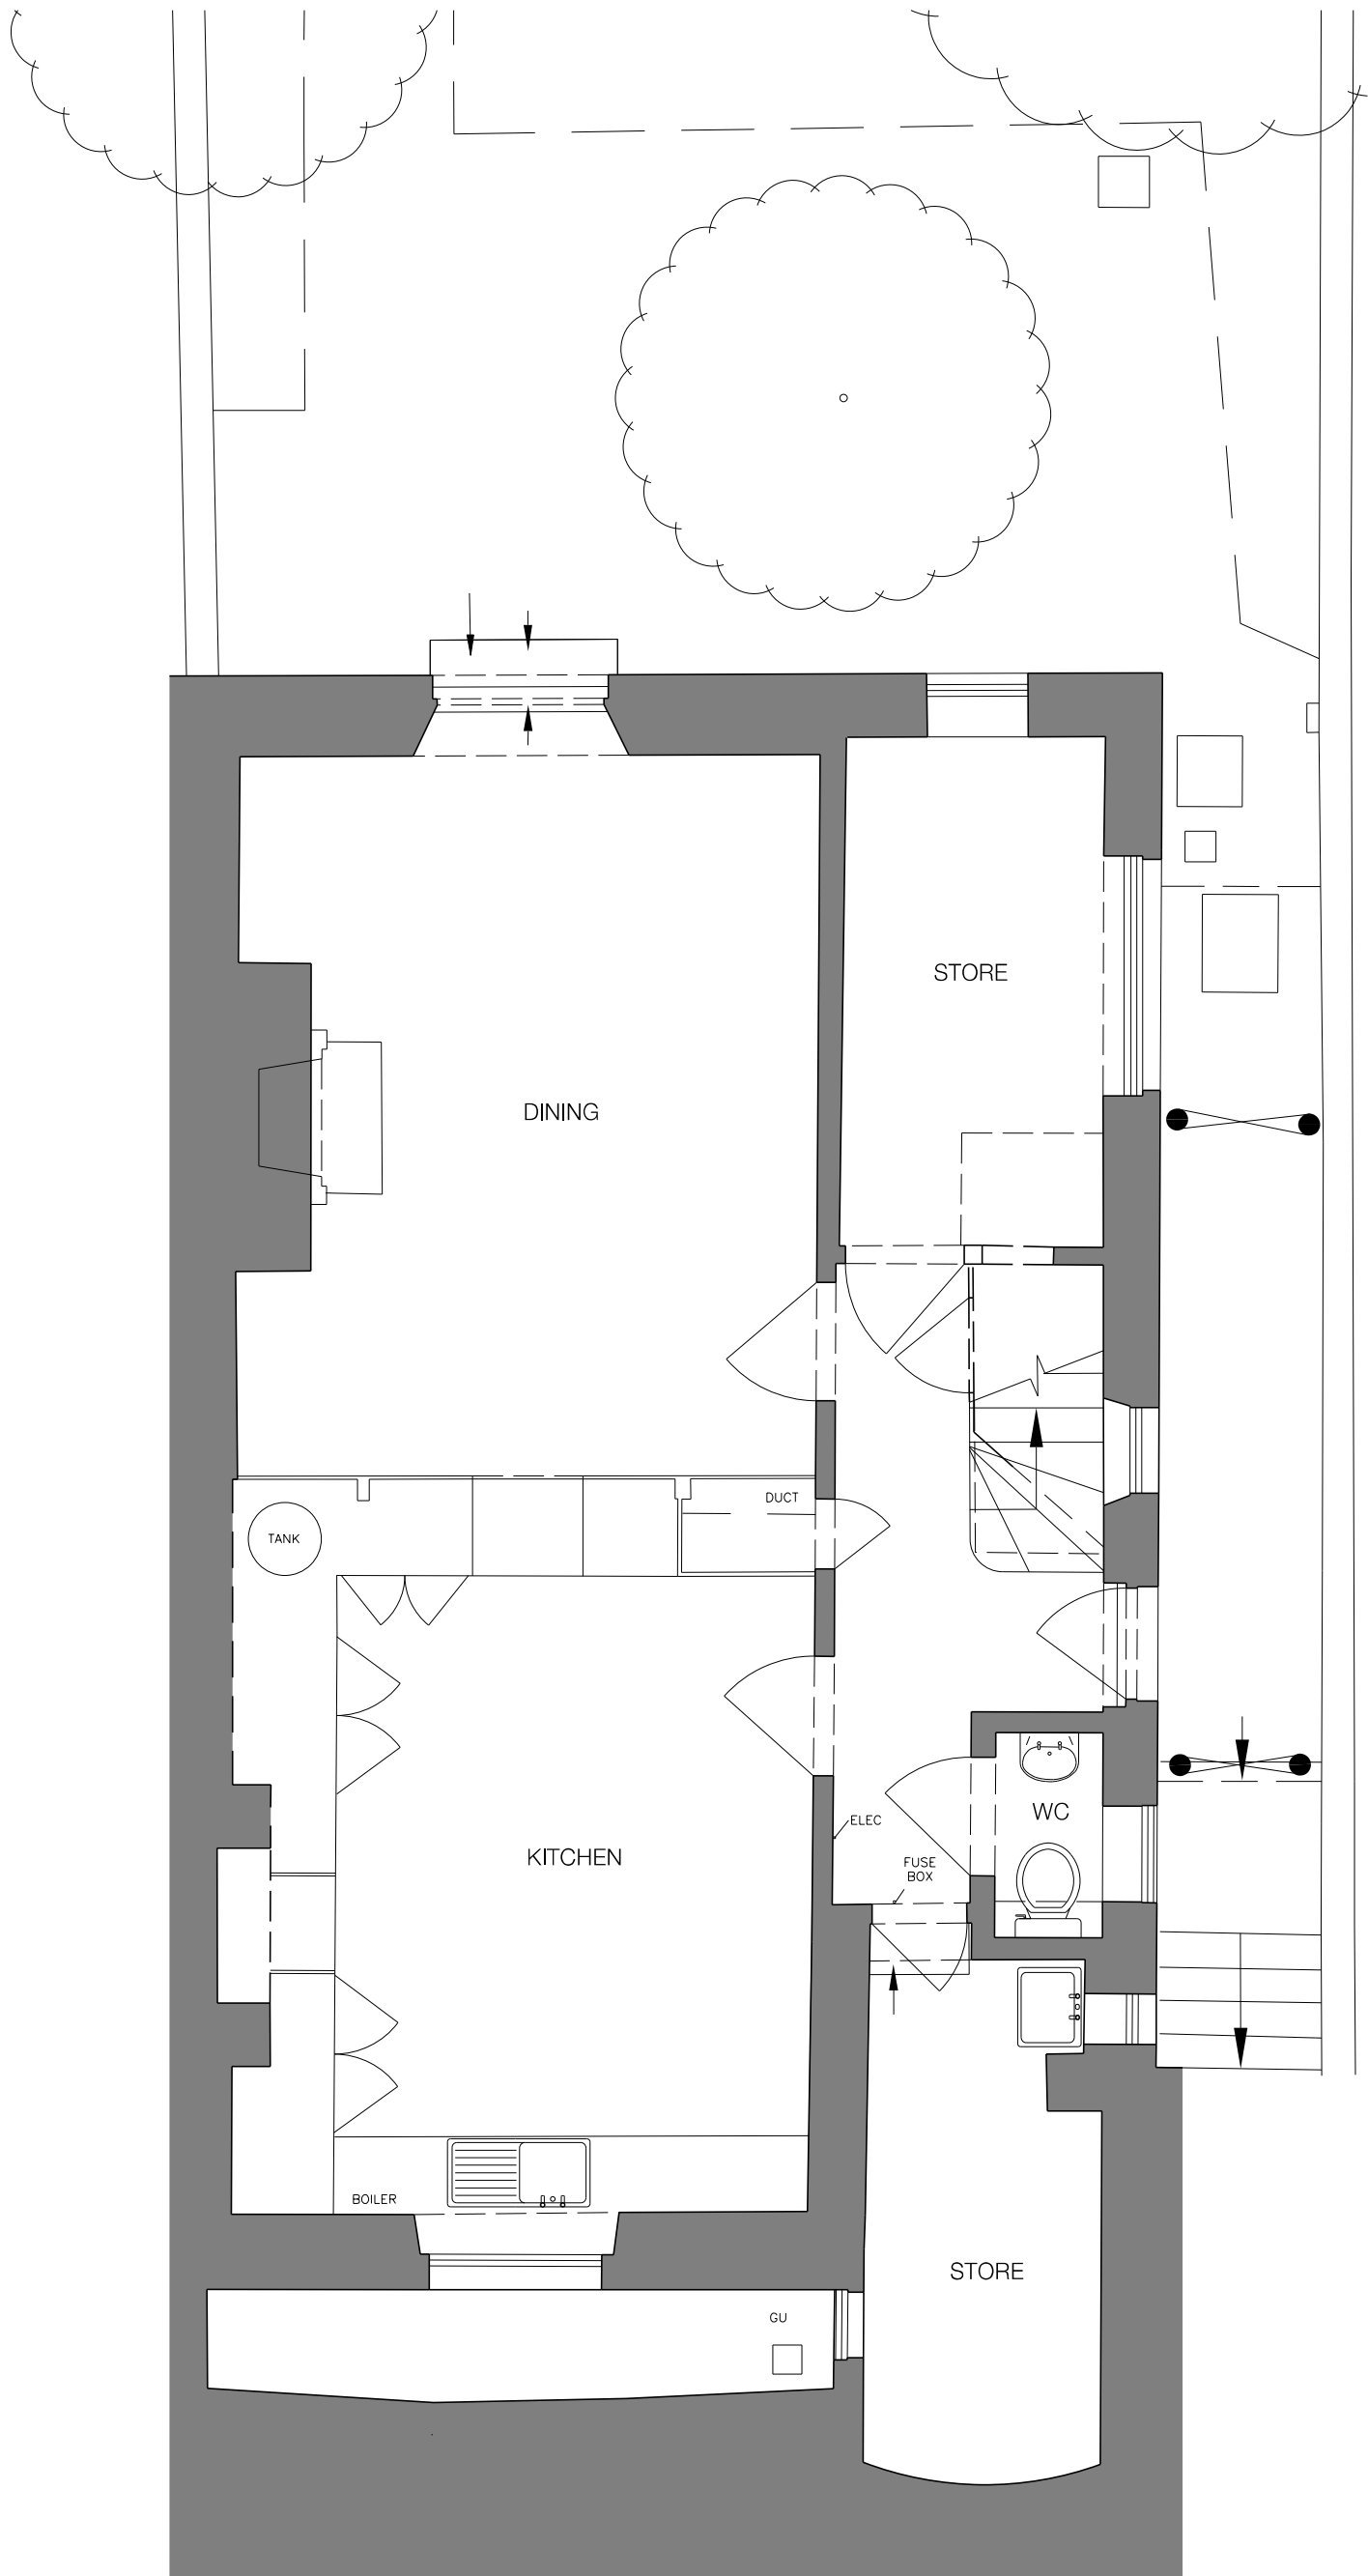 STORE
DINING
DUCT
TANK
WC
ELEC
KITCHEN
FUSE
BOX
BOILER
STORE
GU